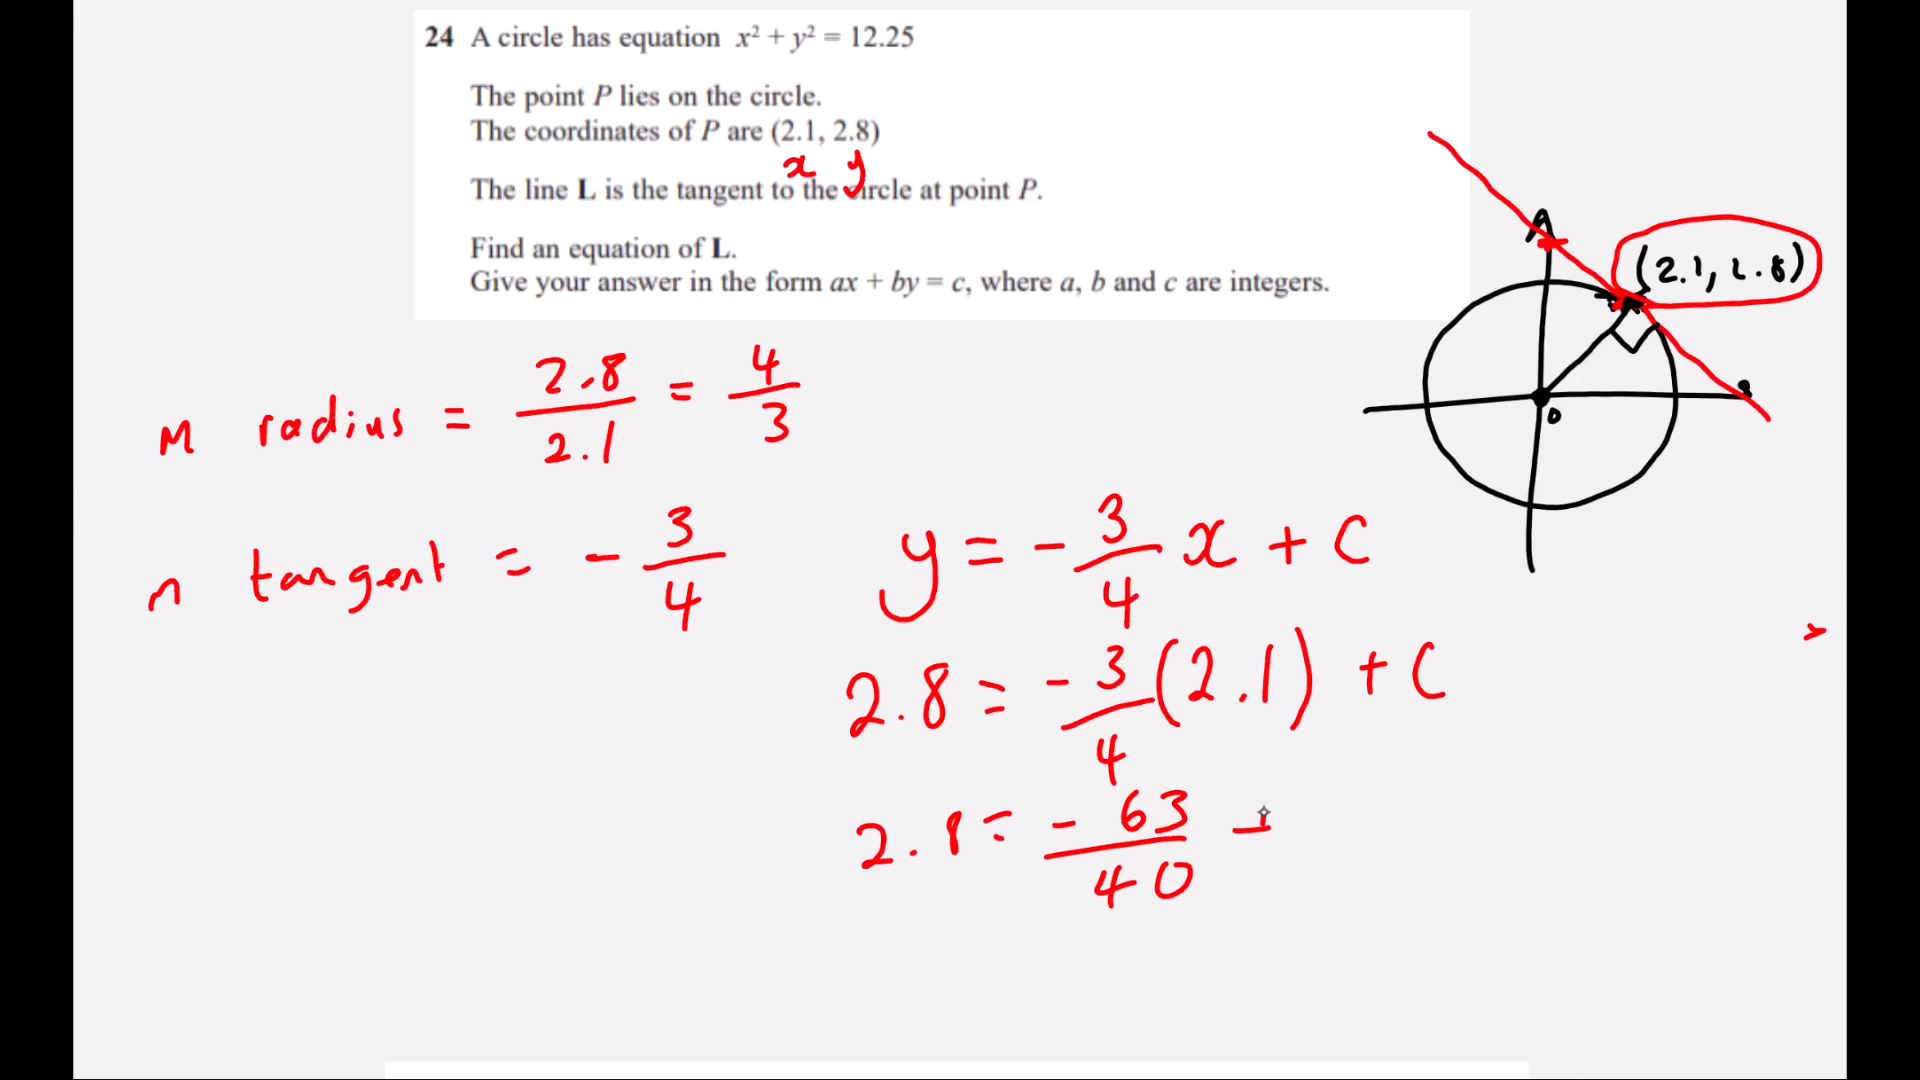 24 A circle has equation x² + y² = 12.25
The point P lies on the circle.
The coordinates of P are (2.1, 2.8)
x y
The line L is the tangent to the circle at point P.
Find an equation of L.
Give your answer in the form ax + by = c, where a, b and c are integers.
A
(2.1, 2.8)
O
M radius = 2.8/2.1 = 4/3
m tangent = - 3/4
y = - 3/4 x + c
2.8 = - 3/4 (2.1) + c
2.8 = - 63/40